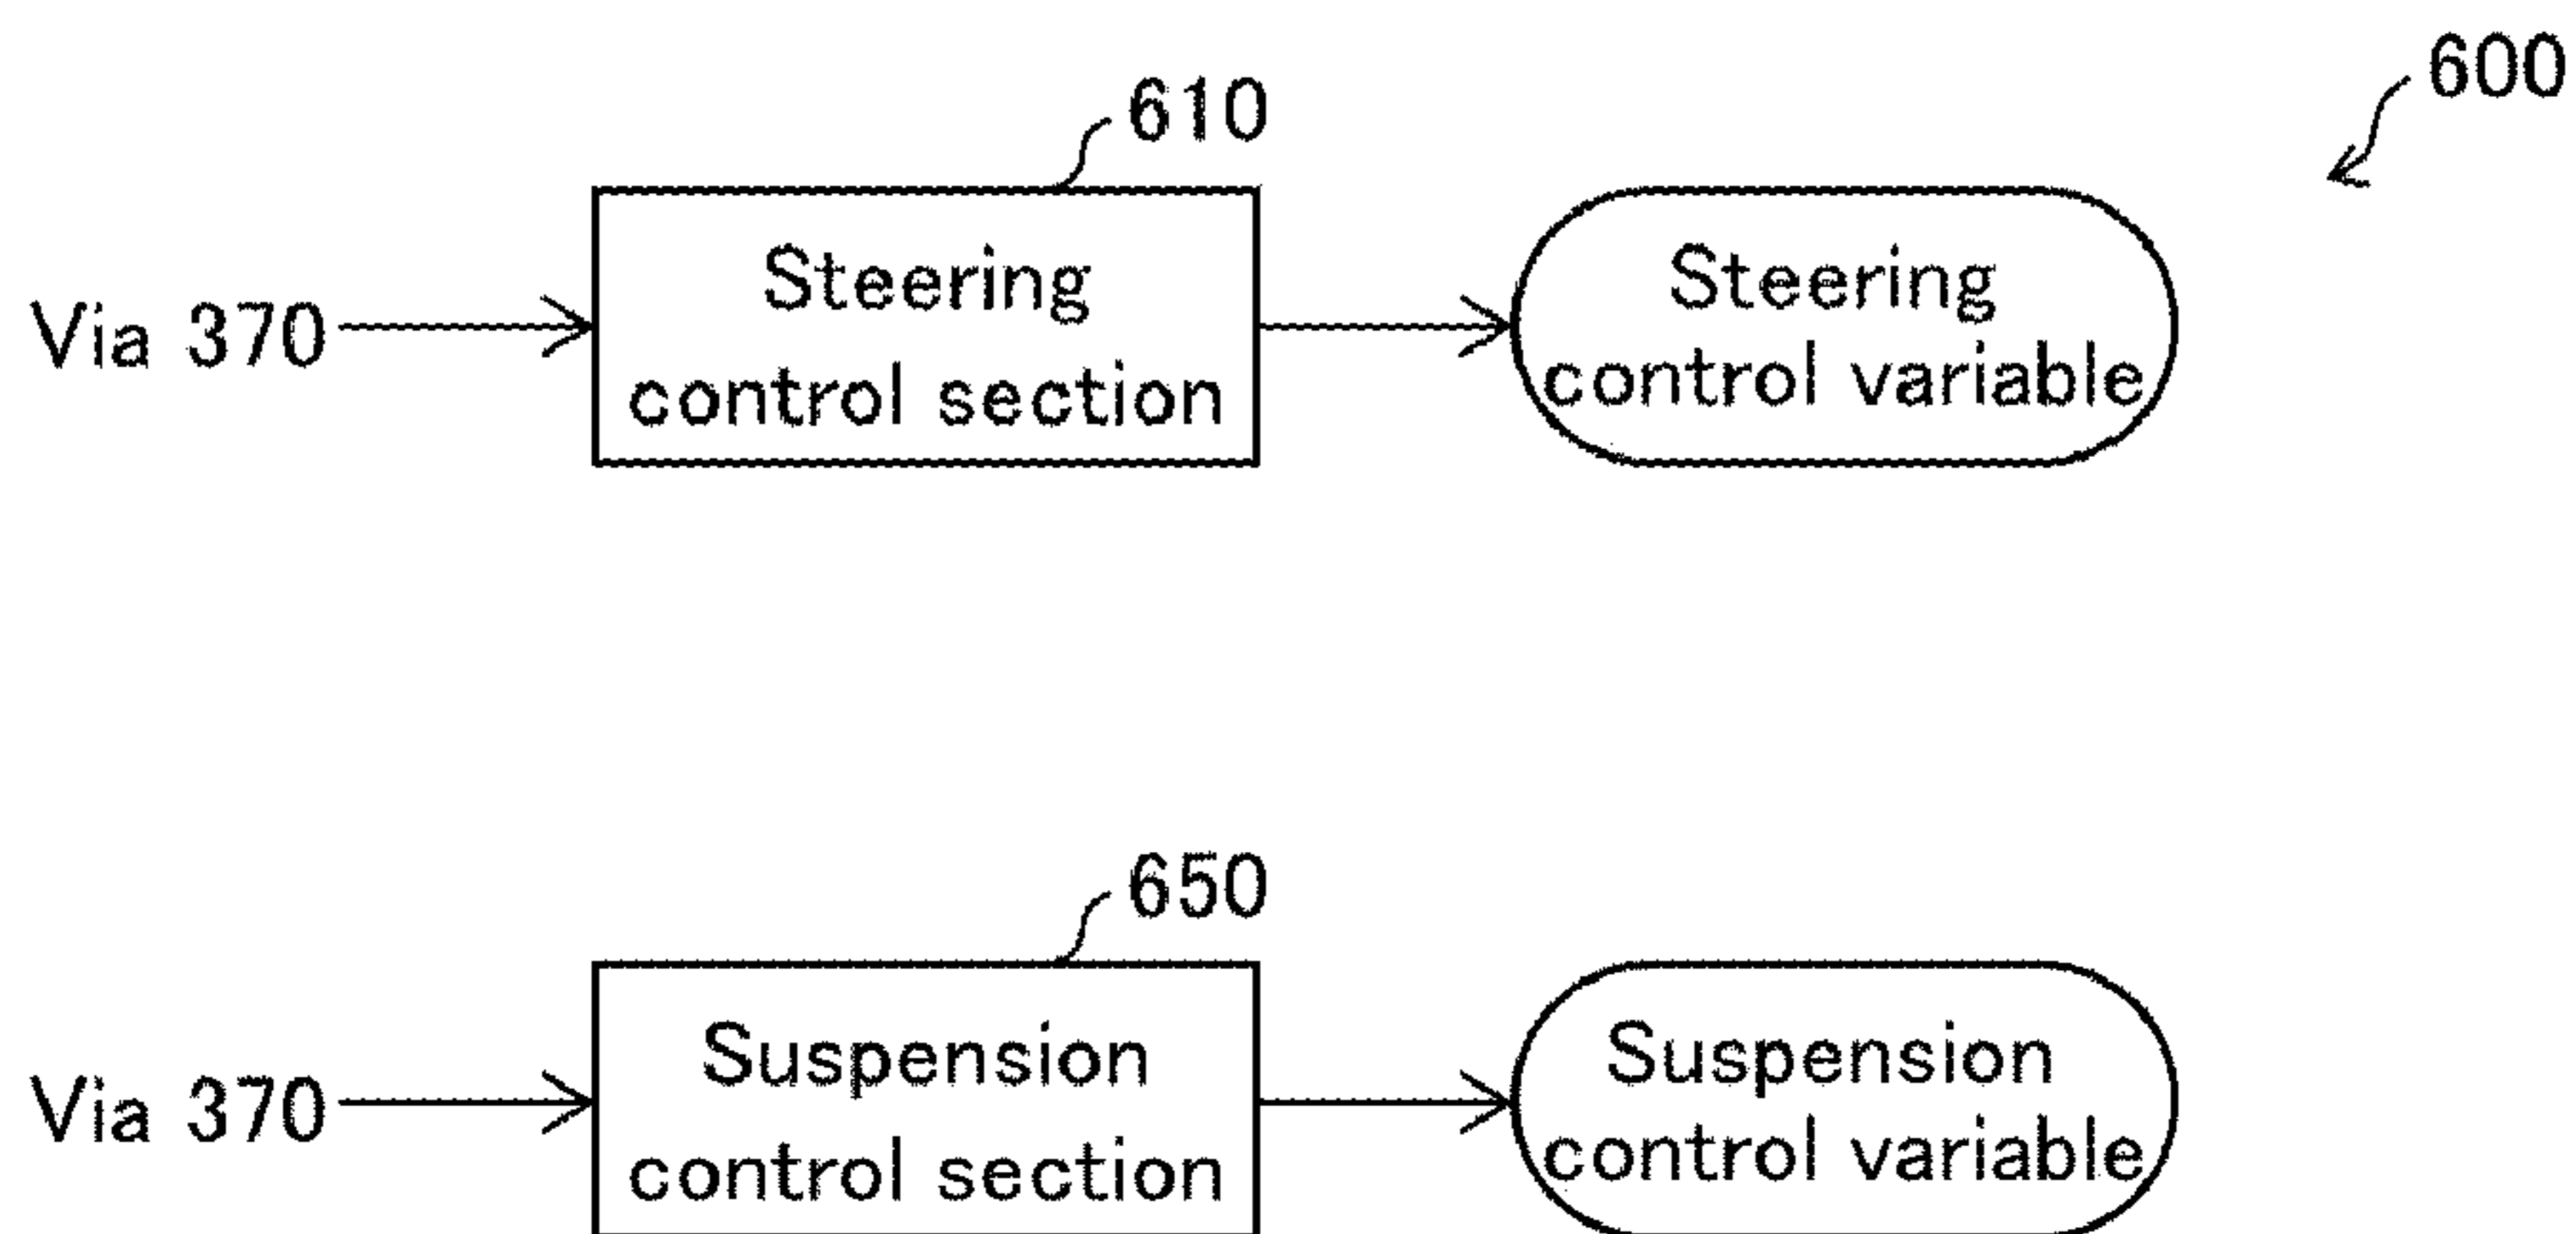 600
610
Steering
control section
Via 370
Steering
control variable
650
Suspension
control section
Via 370
Suspension
control variable